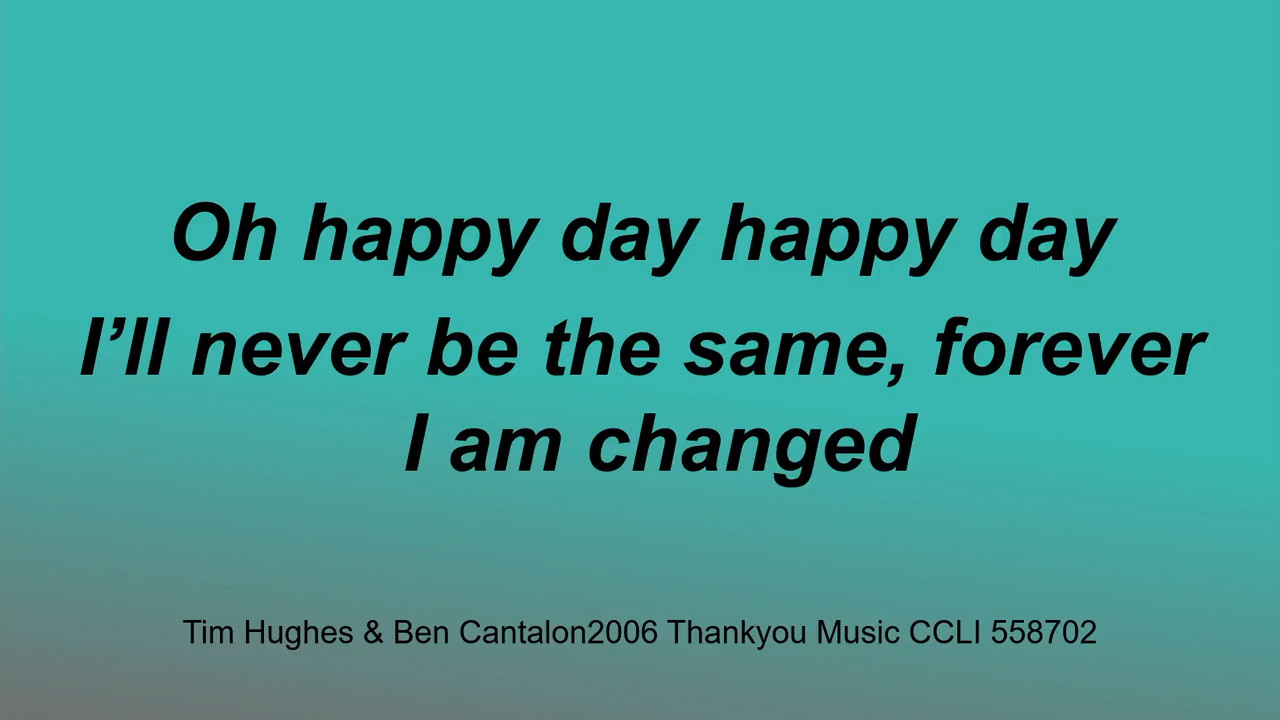 Oh happy day happy day
I’ll never be the same, forever
I am changed
Tim Hughes & Ben Cantalon2006 Thankyou Music CCLI 558702